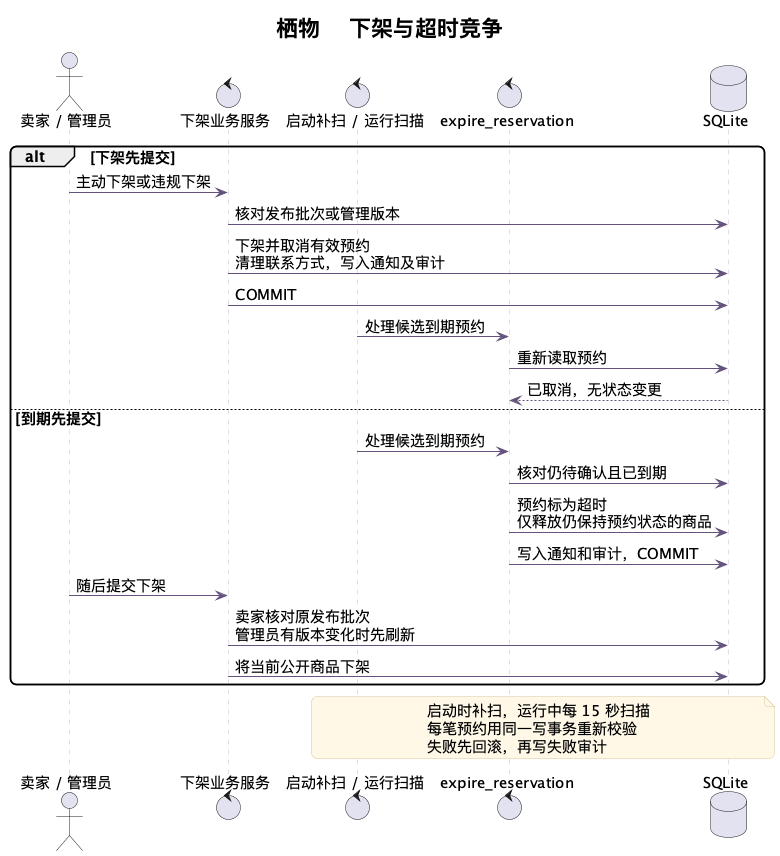 栖物　下架与超时竞争
卖家 / 管理员
下架业务服务
启动补扫 / 运行扫描
expire_reservation
SQLite
alt
[下架先提交]
主动下架或违规下架
核对发布批次或管理版本
下架并取消有效预约
清理联系方式，写入通知及审计
COMMIT
处理候选到期预约
重新读取预约
已取消，无状态变更
[到期先提交]
处理候选到期预约
核对仍待确认且已到期
预约标为超时
仅释放仍保持预约状态的商品
写入通知和审计，COMMIT
随后提交下架
卖家核对原发布批次
管理员有版本变化时先刷新
将当前公开商品下架
启动时补扫，运行中每 15 秒扫描
每笔预约用同一写事务重新校验
失败先回滚，再写失败审计
卖家 / 管理员
下架业务服务
启动补扫 / 运行扫描
expire_reservation
SQLite